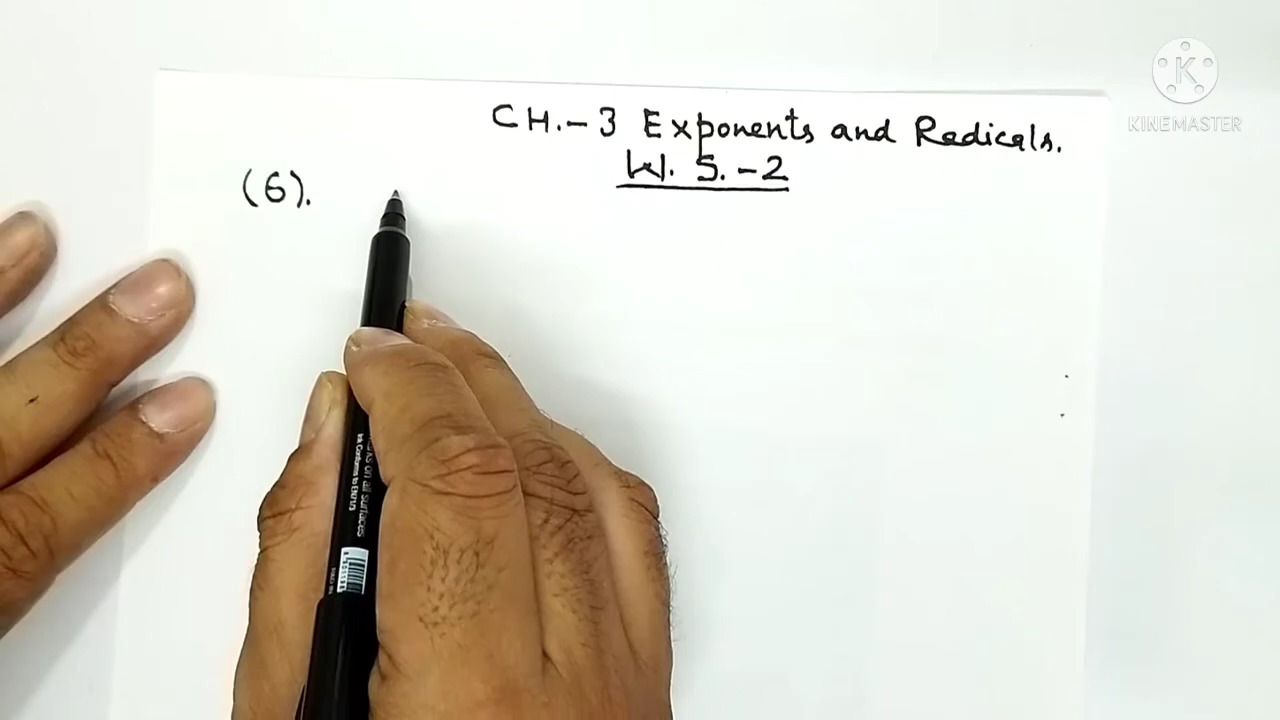 CH.-3 Exponents and Radicals.
W. S.-2
(6).
K
KINEMASTER